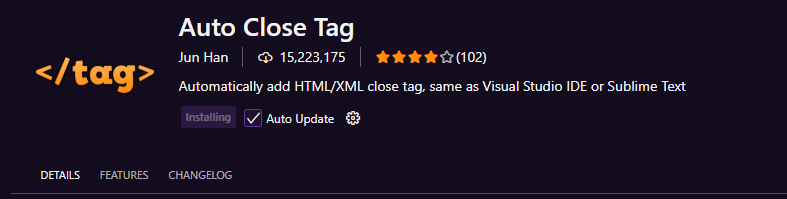 Auto Close Tag
</tag>
Jun Han 15,223,175 (102)
Automatically add HTML/XML close tag, same as Visual Studio IDE or Sublime Text
Installing Auto Update
DETAILS FEATURES CHANGELOG